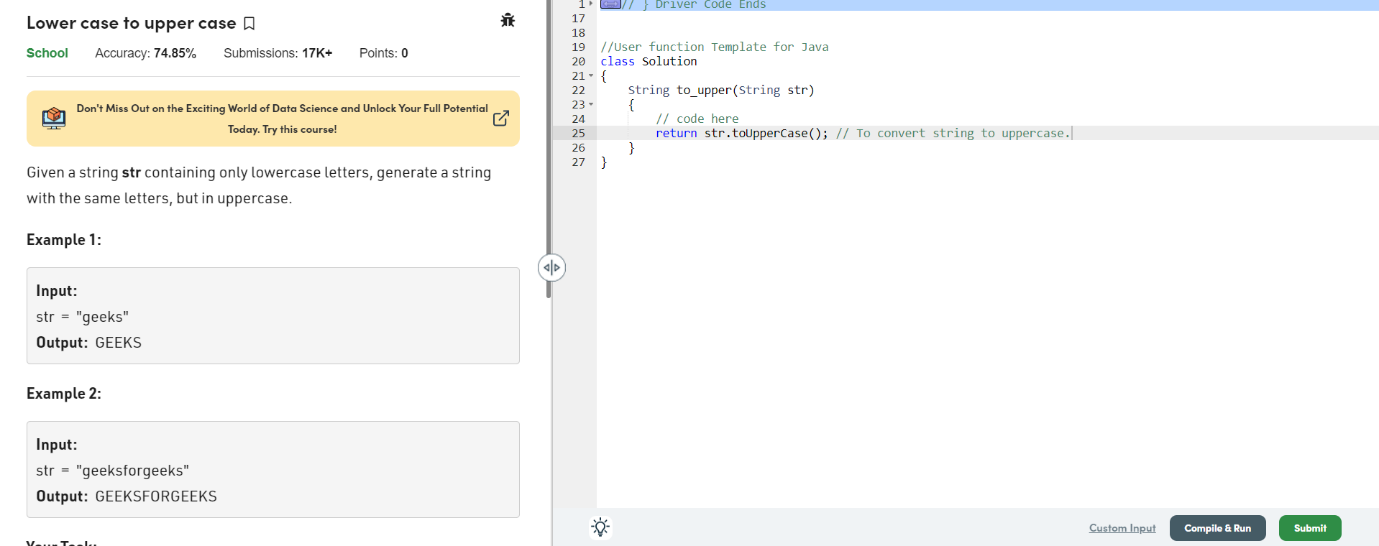 Lower case to upper case
School Accuracy: 74.85% Submissions: 17K+ Points: 0
Don't Miss Out on the Exciting World of Data Science and Unlock Your Full Potential
Today. Try this course!
Given a string str containing only lowercase letters, generate a string
with the same letters, but in uppercase.
Example 1:
Input:
str = "geeks"
Output: GEEKS
Example 2:
Input:
str = "geeksforgeeks"
Output: GEEKSFORGEEKS
Your Task:
1 // } Driver Code Ends
17
18
19 //User function Template for Java
20 class Solution
21 {
22 String to_upper(String str)
23 {
24 // code here
25 return str.toUpperCase(); // To convert string to uppercase.
26 }
27 }
Custom Input Compile & Run Submit